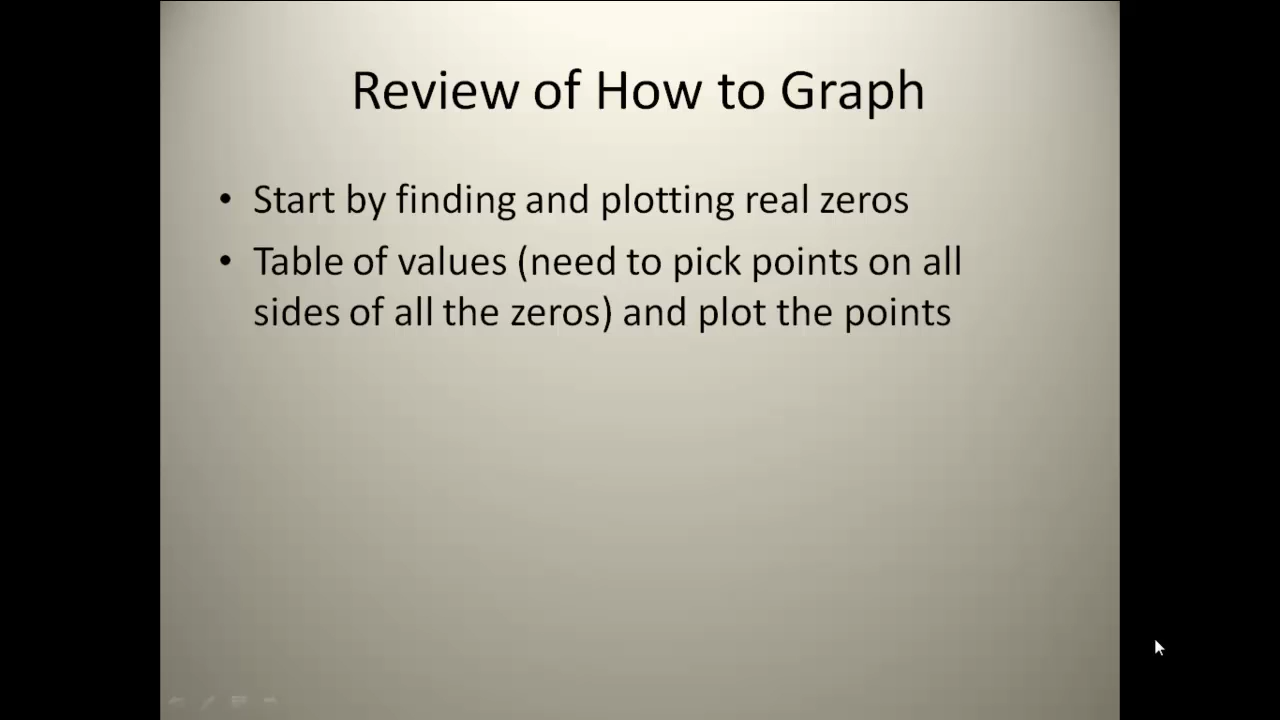 Review of How to Graph
• Start by finding and plotting real zeros
• Table of values (need to pick points on all
sides of all the zeros) and plot the points